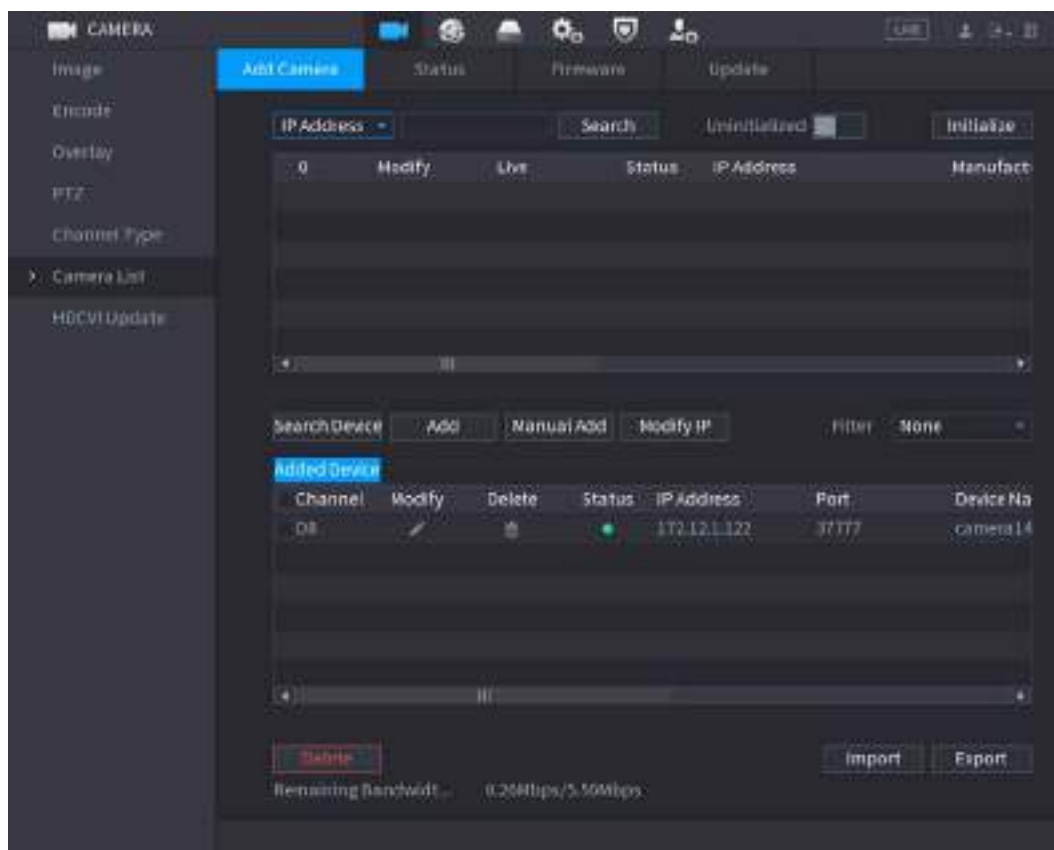 CAMERA
LIVE
Image
Encode
Overlay
PTZ
Channel Type
Camera List
HDCVI Update
Add Camera Status Firmware Update
IP Address Search Uninitialized Initialize
0 Modify Live Status IP Address Manufact
Search Device Add Manual Add Modify IP Filter None
Added Device
Channel Modify Delete Status IP Address Port Device Na
D8 172.12.1.122 37777 camera14
Delete Import Export
Remaining Bandwidt...